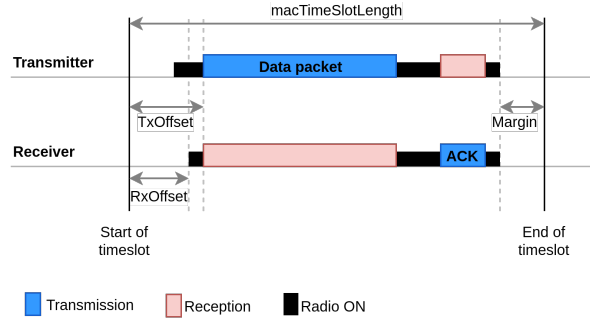 macTimeSlotLength
Transmitter
Data packet
TxOffset
Margin
Receiver
ACK
RxOffset
Start of
timeslot
End of
timeslot
Transmission
Reception
Radio ON